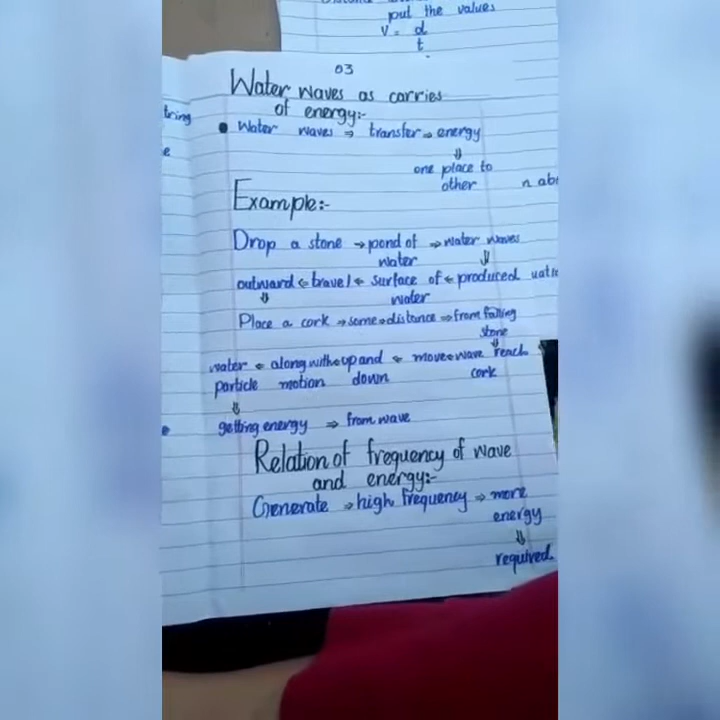 put the values
V = d
t
tring
e
03
Water waves as carries
of energy:-
• Water waves ⇒ transfer ⇒ energy
⇓
one place to
other
n ab
Example:-
Drop a stone → pond of ⇒ water waves
water ⇓
outward ⇐ travel ← surface of ← produced
⇓ water
Place a cork → some → distance ⇒ from falling
stone
⇓
water ← along with ← up and ← move ← wave reach
particle motion down cork
⇓
getting energy ⇒ from wave
Relation of frequency of wave
and energy:-
Generate → high frequency ⇒ more
energy
⇓
required.